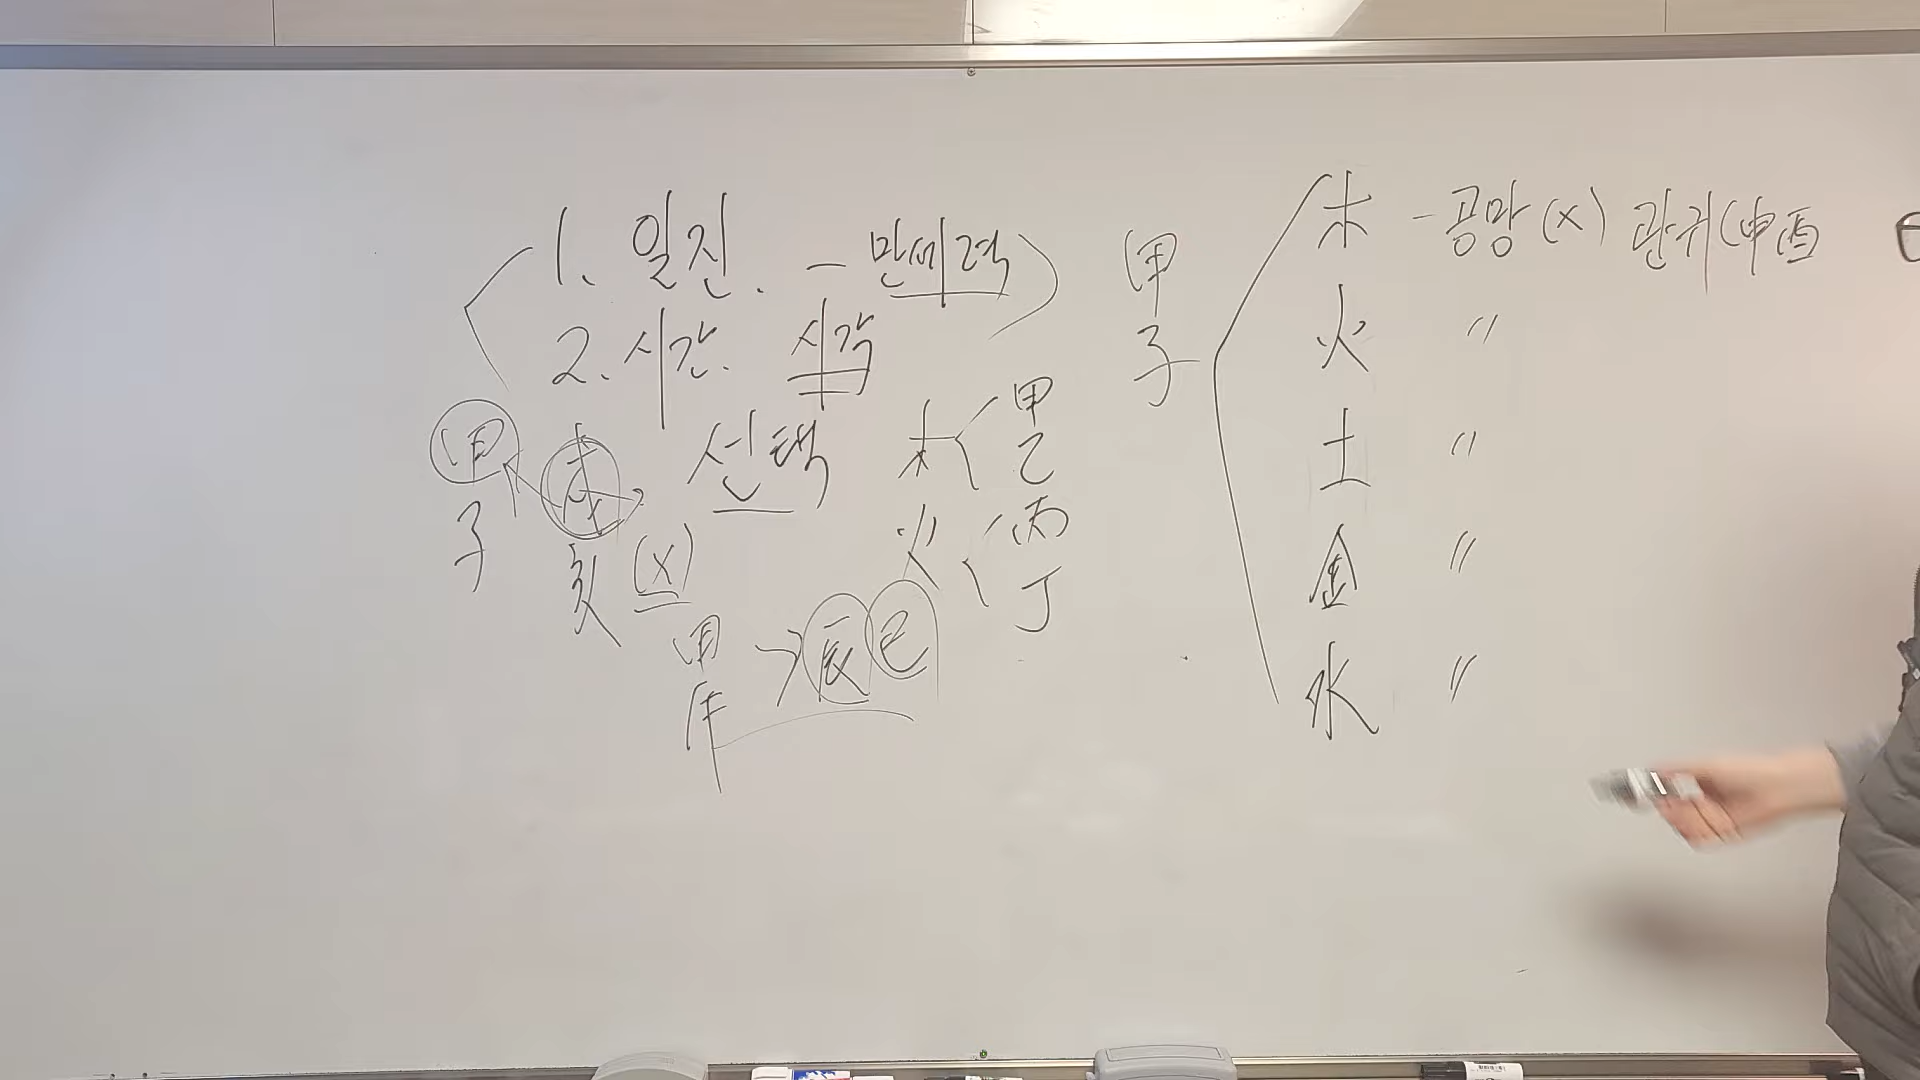 1. 일진. - 만세력
2. 시간. 시각
선택
甲
子
亥 (x)
木 甲
乙
火 丙
丁
甲
午 > 辰 巳
甲
子
木 - 공망(x) 관귀(申酉
火 〃
土 〃
金 〃
水 〃